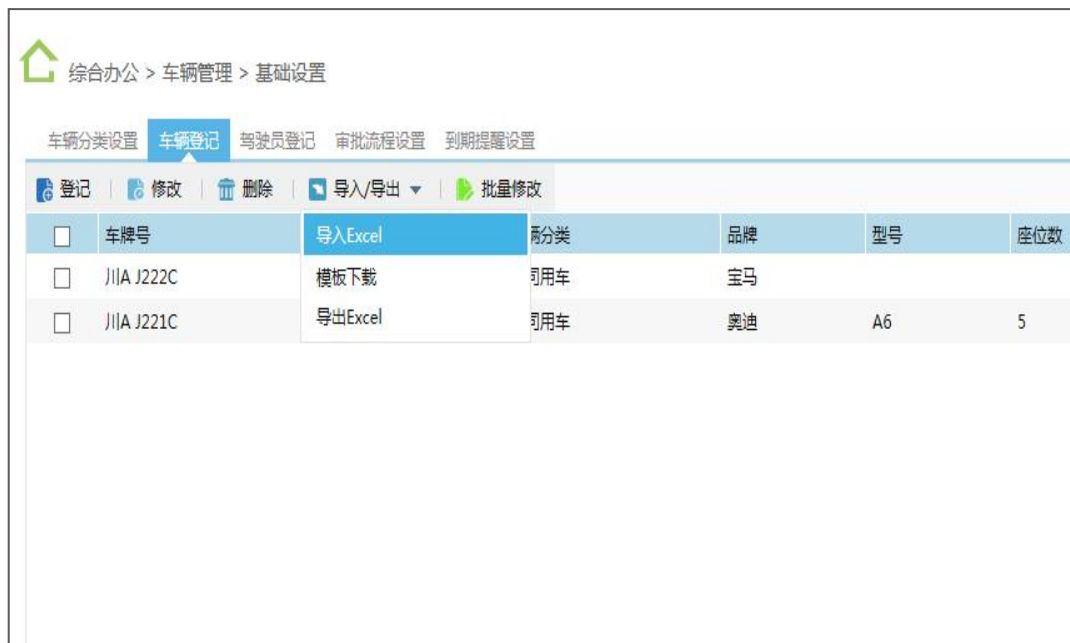 综合办公 > 车辆管理 > 基础设置
车辆分类设置 车辆登记 驾驶员登记 审批流程设置 到期提醒设置
登记 修改 删除 导入/导出 批量修改
车牌号 导入Excel 分类 品牌 型号 座位数
川A J222C 模板下载 用车 宝马
导出Excel
川A J221C 用车 奥迪 A6 5